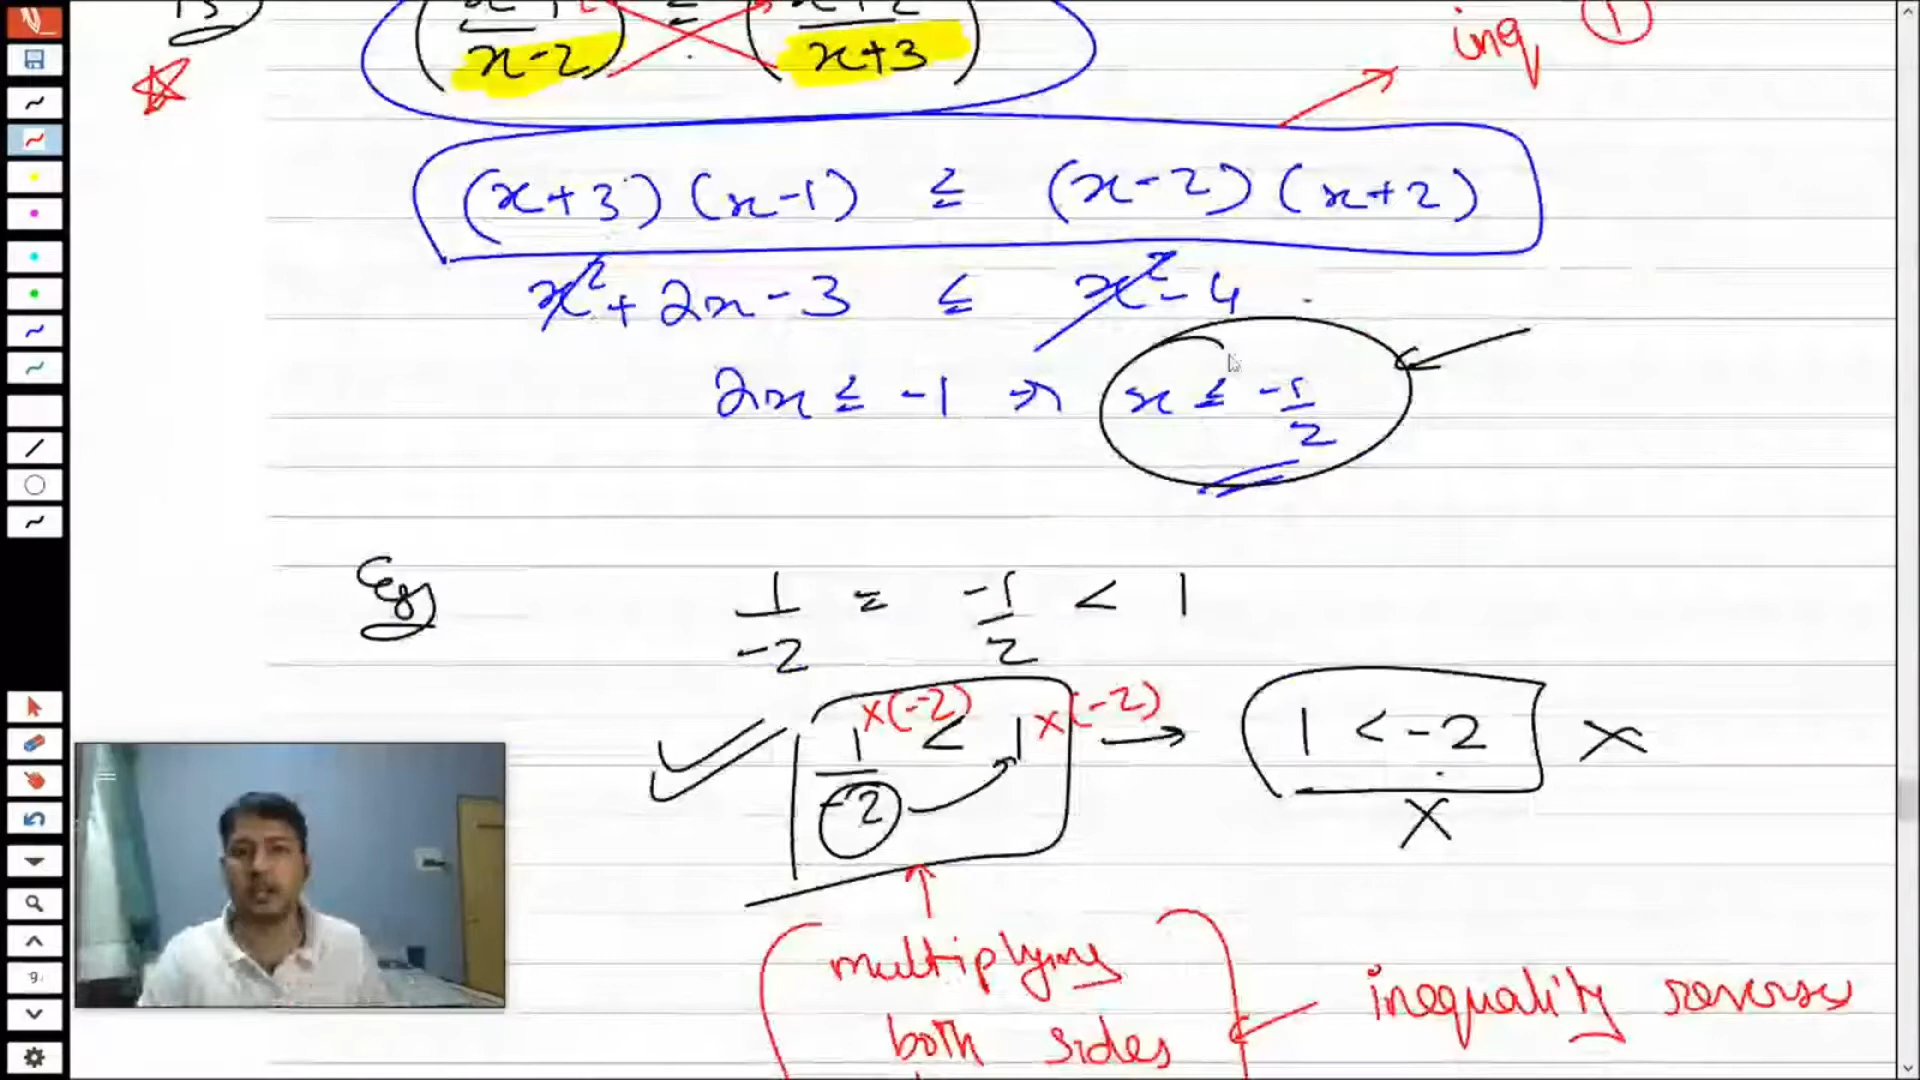 inq ①
x-2 x+3
(x+3)(x-1) ≤ (x-2)(x+2)
x²+2x-3 ≤ x²-4
2x ≤ -1 → x ≤ -1/2
Eg
1/-2 = -1/2 < 1
1/-2 x(-2) < 1 x(-2) → 1 < -2 X
X
multiplying
both sides
inequality reverse